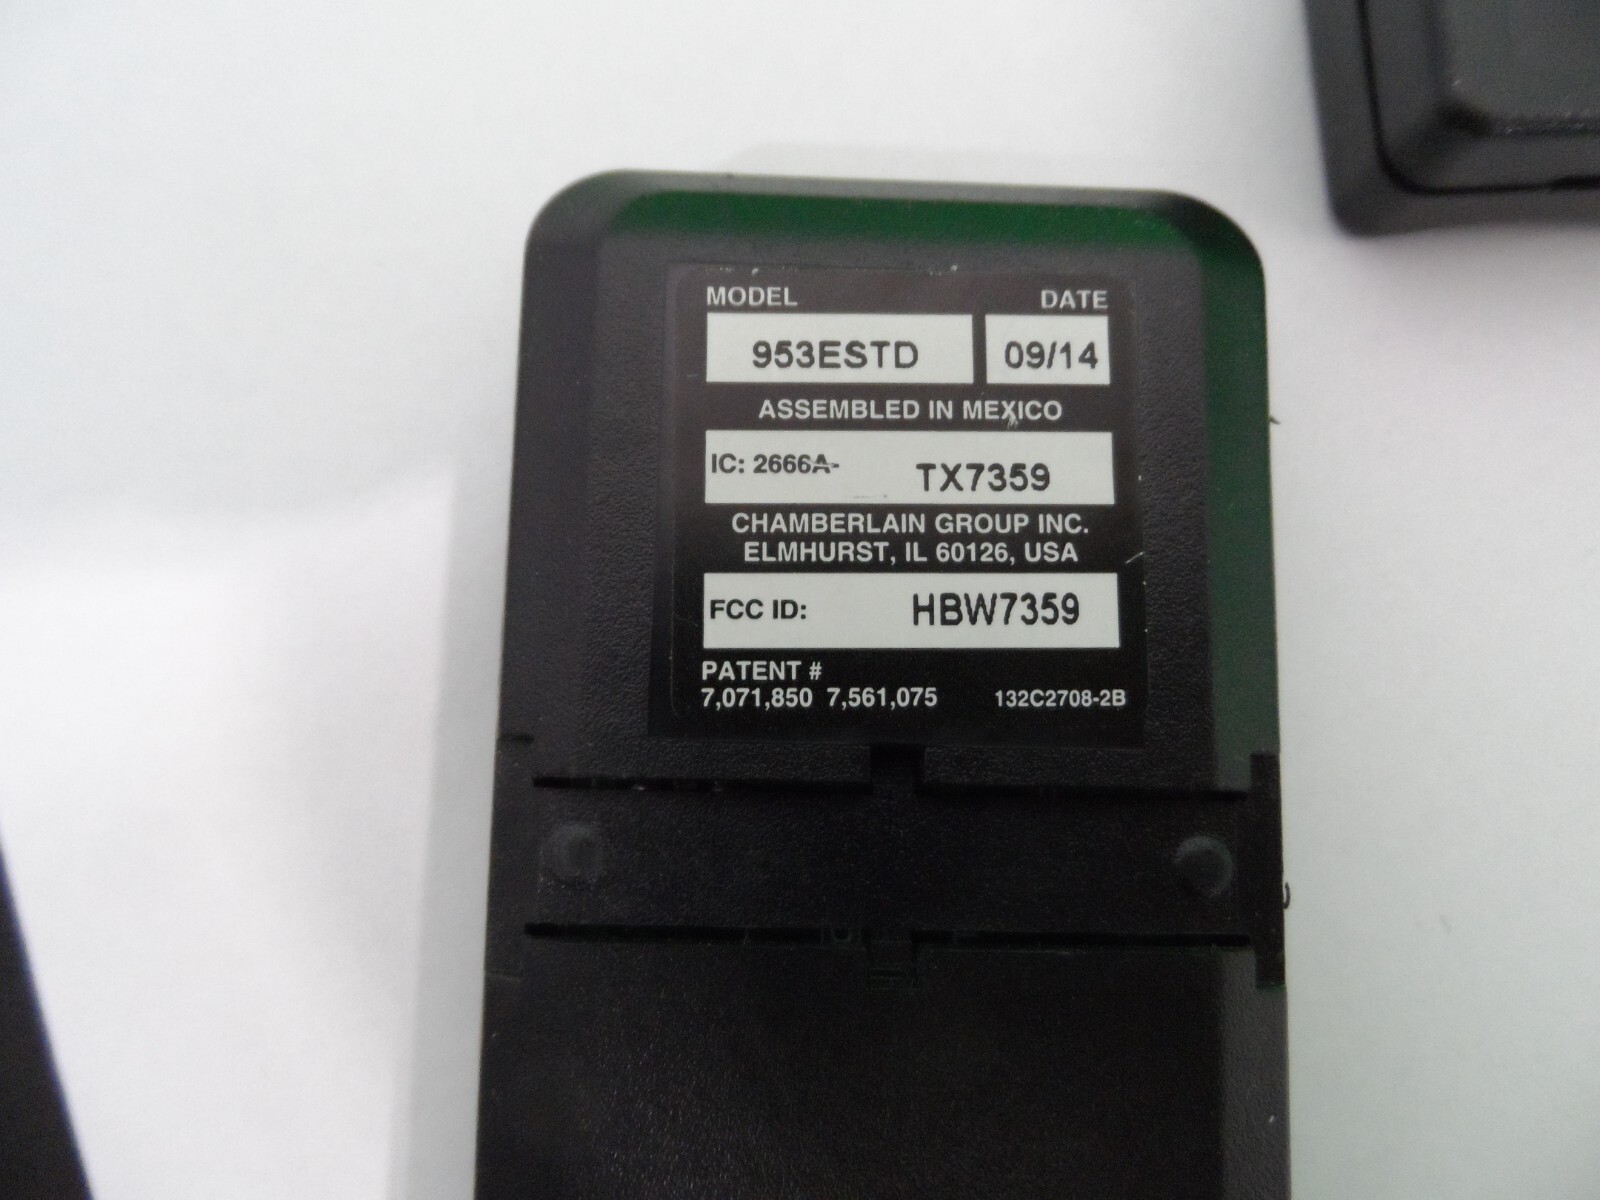 MODEL DATE
953ESTD 09/14
ASSEMBLED IN MEXICO
IC: 2666A- TX7359
CHAMBERLAIN GROUP INC.
ELMHURST, IL 60126, USA
FCC ID: HBW7359
PATENT #
7,071,850 7,561,075 132C2708-2B